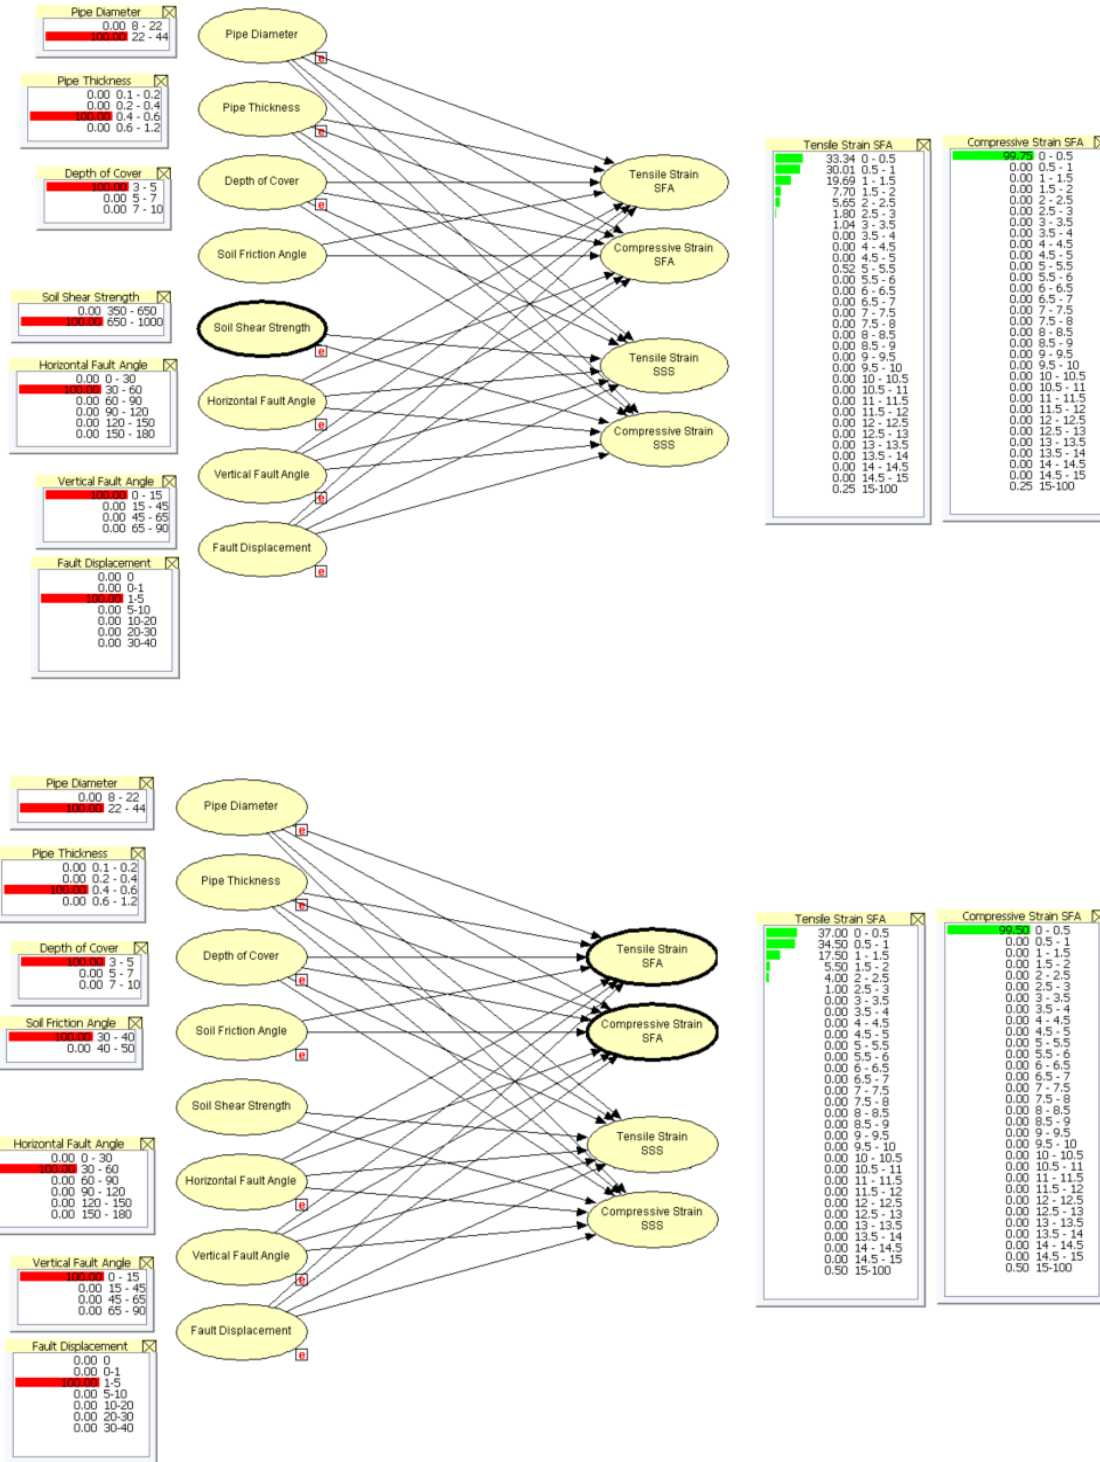 Pipe Diameter
0.00 8 - 22
100.00 22 - 44
Pipe Thickness
0.00 0.1 - 0.2
0.00 0.2 - 0.4
100.00 0.4 - 0.6
0.00 0.6 - 1.2
Depth of Cover
100.00 3 - 5
0.00 5 - 7
0.00 7 - 10
Soil Shear Strength
0.00 350 - 650
100.00 650 - 1000
Horizontal Fault Angle
0.00 0 - 30
100.00 30 - 60
0.00 60 - 90
0.00 90 - 120
0.00 120 - 150
0.00 150 - 180
Vertical Fault Angle
100.00 0 - 15
0.00 15 - 45
0.00 45 - 65
0.00 65 - 90
Fault Displacement
0.00 0
0.00 0-1
100.00 1-5
0.00 5-10
0.00 10-20
0.00 20-30
0.00 30-40
Pipe Diameter
e
Pipe Thickness
e
Depth of Cover
e
Soil Friction Angle
Soil Shear Strength
e
Horizontal Fault Angle
e
Vertical Fault Angle
e
Fault Displacement
e
Tensile Strain
SFA
Compressive Strain
SFA
Tensile Strain
SSS
Compressive Strain
SSS
Tensile Strain SFA
33.34 0 - 0.5
30.01 0.5 - 1
19.69 1 - 1.5
7.70 1.5 - 2
5.65 2 - 2.5
1.80 2.5 - 3
1.04 3 - 3.5
0.00 3.5 - 4
0.00 4 - 4.5
0.00 4.5 - 5
0.52 5 - 5.5
0.00 5.5 - 6
0.00 6 - 6.5
0.00 6.5 - 7
0.00 7 - 7.5
0.00 7.5 - 8
0.00 8 - 8.5
0.00 8.5 - 9
0.00 9 - 9.5
0.00 9.5 - 10
0.00 10 - 10.5
0.00 10.5 - 11
0.00 11 - 11.5
0.00 11.5 - 12
0.00 12 - 12.5
0.00 12.5 - 13
0.00 13 - 13.5
0.00 13.5 - 14
0.00 14 - 14.5
0.00 14.5 - 15
0.25 15-100
Compressive Strain SFA
99.75 0 - 0.5
0.00 0.5 - 1
0.00 1 - 1.5
0.00 1.5 - 2
0.00 2 - 2.5
0.00 2.5 - 3
0.00 3 - 3.5
0.00 3.5 - 4
0.00 4 - 4.5
0.00 4.5 - 5
0.00 5 - 5.5
0.00 5.5 - 6
0.00 6 - 6.5
0.00 6.5 - 7
0.00 7 - 7.5
0.00 7.5 - 8
0.00 8 - 8.5
0.00 8.5 - 9
0.00 9 - 9.5
0.00 9.5 - 10
0.00 10 - 10.5
0.00 10.5 - 11
0.00 11 - 11.5
0.00 11.5 - 12
0.00 12 - 12.5
0.00 12.5 - 13
0.00 13 - 13.5
0.00 13.5 - 14
0.00 14 - 14.5
0.00 14.5 - 15
0.25 15-100
Pipe Diameter
0.00 8 - 22
100.00 22 - 44
Pipe Thickness
0.00 0.1 - 0.2
0.00 0.2 - 0.4
100.00 0.4 - 0.6
0.00 0.6 - 1.2
Depth of Cover
100.00 3 - 5
0.00 5 - 7
0.00 7 - 10
Soil Friction Angle
100.00 30 - 40
0.00 40 - 50
Horizontal Fault Angle
0.00 0 - 30
100.00 30 - 60
0.00 60 - 90
0.00 90 - 120
0.00 120 - 150
0.00 150 - 180
Vertical Fault Angle
100.00 0 - 15
0.00 15 - 45
0.00 45 - 65
0.00 65 - 90
Fault Displacement
0.00 0
0.00 0-1
100.00 1-5
0.00 5-10
0.00 10-20
0.00 20-30
0.00 30-40
Pipe Diameter
e
Pipe Thickness
e
Depth of Cover
e
Soil Friction Angle
e
Soil Shear Strength
Horizontal Fault Angle
e
Vertical Fault Angle
e
Fault Displacement
e
Tensile Strain
SFA
Compressive Strain
SFA
Tensile Strain
SSS
Compressive Strain
SSS
Tensile Strain SFA
37.00 0 - 0.5
34.50 0.5 - 1
17.50 1 - 1.5
5.50 1.5 - 2
4.00 2 - 2.5
1.00 2.5 - 3
0.00 3 - 3.5
0.00 3.5 - 4
0.00 4 - 4.5
0.00 4.5 - 5
0.00 5 - 5.5
0.00 5.5 - 6
0.00 6 - 6.5
0.00 6.5 - 7
0.00 7 - 7.5
0.00 7.5 - 8
0.00 8 - 8.5
0.00 8.5 - 9
0.00 9 - 9.5
0.00 9.5 - 10
0.00 10 - 10.5
0.00 10.5 - 11
0.00 11 - 11.5
0.00 11.5 - 12
0.00 12 - 12.5
0.00 12.5 - 13
0.00 13 - 13.5
0.00 13.5 - 14
0.00 14 - 14.5
0.00 14.5 - 15
0.50 15-100
Compressive Strain SFA
99.50 0 - 0.5
0.00 0.5 - 1
0.00 1 - 1.5
0.00 1.5 - 2
0.00 2 - 2.5
0.00 2.5 - 3
0.00 3 - 3.5
0.00 3.5 - 4
0.00 4 - 4.5
0.00 4.5 - 5
0.00 5 - 5.5
0.00 5.5 - 6
0.00 6 - 6.5
0.00 6.5 - 7
0.00 7 - 7.5
0.00 7.5 - 8
0.00 8 - 8.5
0.00 8.5 - 9
0.00 9 - 9.5
0.00 9.5 - 10
0.00 10 - 10.5
0.00 10.5 - 11
0.00 11 - 11.5
0.00 11.5 - 12
0.00 12 - 12.5
0.00 12.5 - 13
0.00 13 - 13.5
0.00 13.5 - 14
0.00 14 - 14.5
0.00 14.5 - 15
0.50 15-100